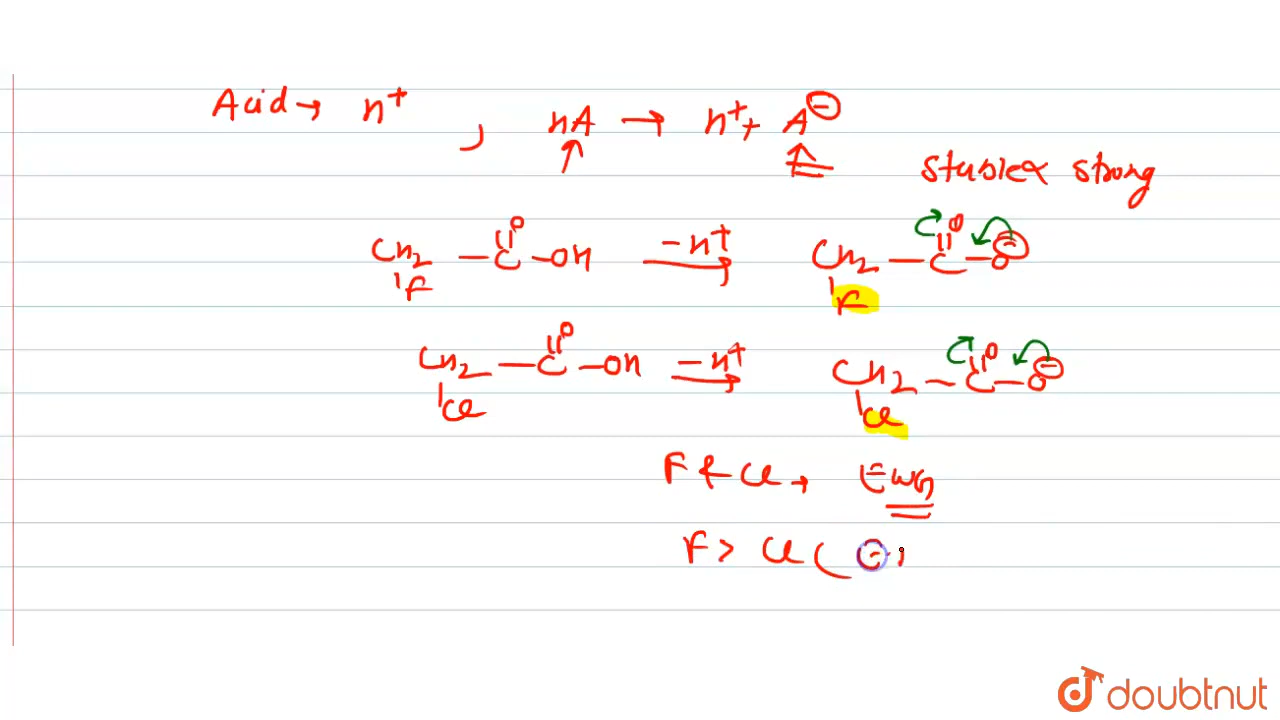 Acid → H⁺ , HA → H⁺ + A⊖
stable ∝ strong
CH₂ — C — OH −H⁺ → CH₂ — C — O⊖
O O
F F
CH₂ — C — OH −H⁺ → CH₂ — C — O⊖
O O
Cl Cl
F & Cl → EWG
F > Cl (
doubtnut